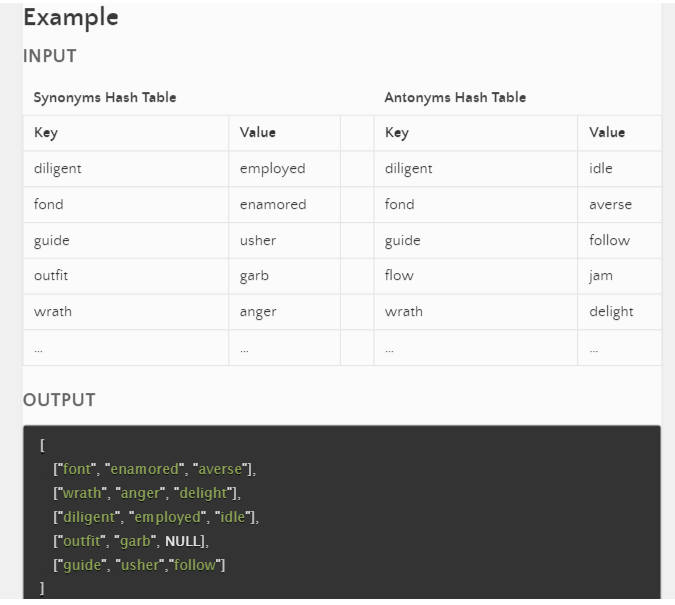 Example
INPUT
Synonyms Hash Table Antonyms Hash Table
Key Value Key Value
diligent employed diligent idle
fond enamored fond averse
guide usher guide follow
outfit garb flow jam
wrath anger wrath delight
... ... ... ...
OUTPUT
[
["font", "enamored", "averse"],
["wrath", "anger", "delight"],
["diligent", "employed", "idle"],
["outfit", "garb", NULL],
["guide", "usher","follow"]
]